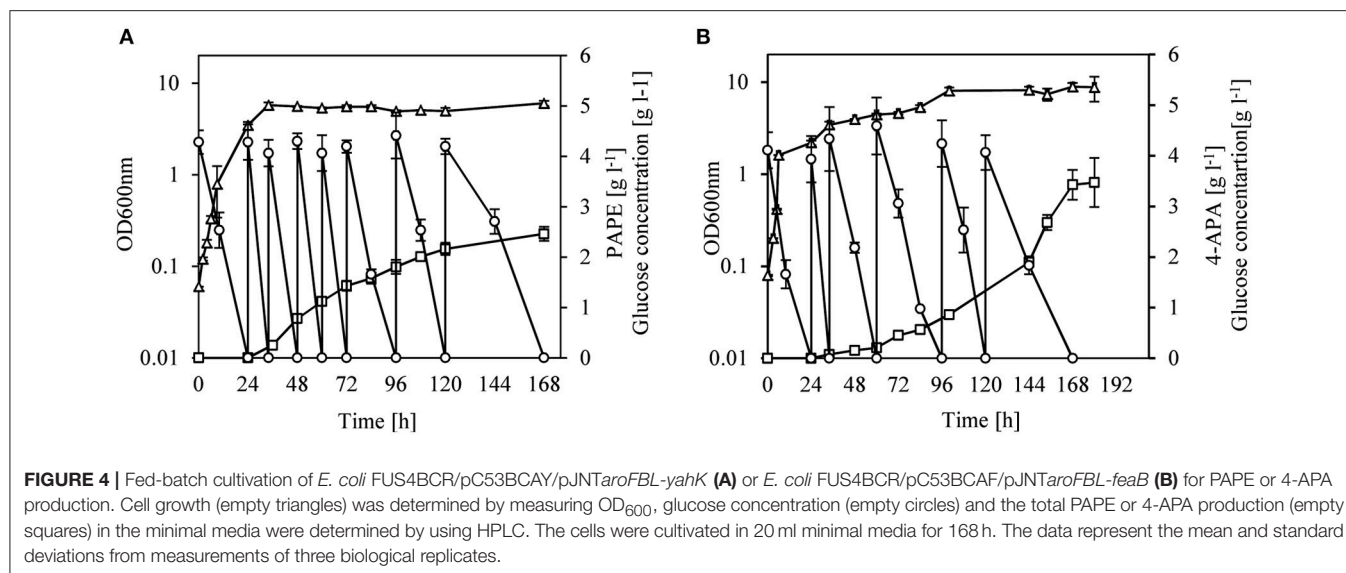 A
B
OD600nm
10
1
0.1
0.01
6
5
4
3
2
1
0
PAPE [g l-1]
Glucose concentration [g l-1]
0 24 48 72 96 120 144 168
Time [h]
OD600nm
10
1
0.1
0.01
6
5
4
3
2
1
0
4-APA [g l-1]
Glucose concentartion[g l-1]
0 24 48 72 96 120 144 168 192
Time [h]
FIGURE 4 | Fed-batch cultivation of E. coli FUS4BCR/pC53BCAY/pJNTaroFBL-yahK (A) or E. coli FUS4BCR/pC53BCAF/pJNTaroFBL-feaB (B) for PAPE or 4-APA
production. Cell growth (empty triangles) was determined by measuring OD600, glucose concentration (empty circles) and the total PAPE or 4-APA production (empty
squares) in the minimal media were determined by using HPLC. The cells were cultivated in 20 ml minimal media for 168 h. The data represent the mean and standard
deviations from measurements of three biological replicates.